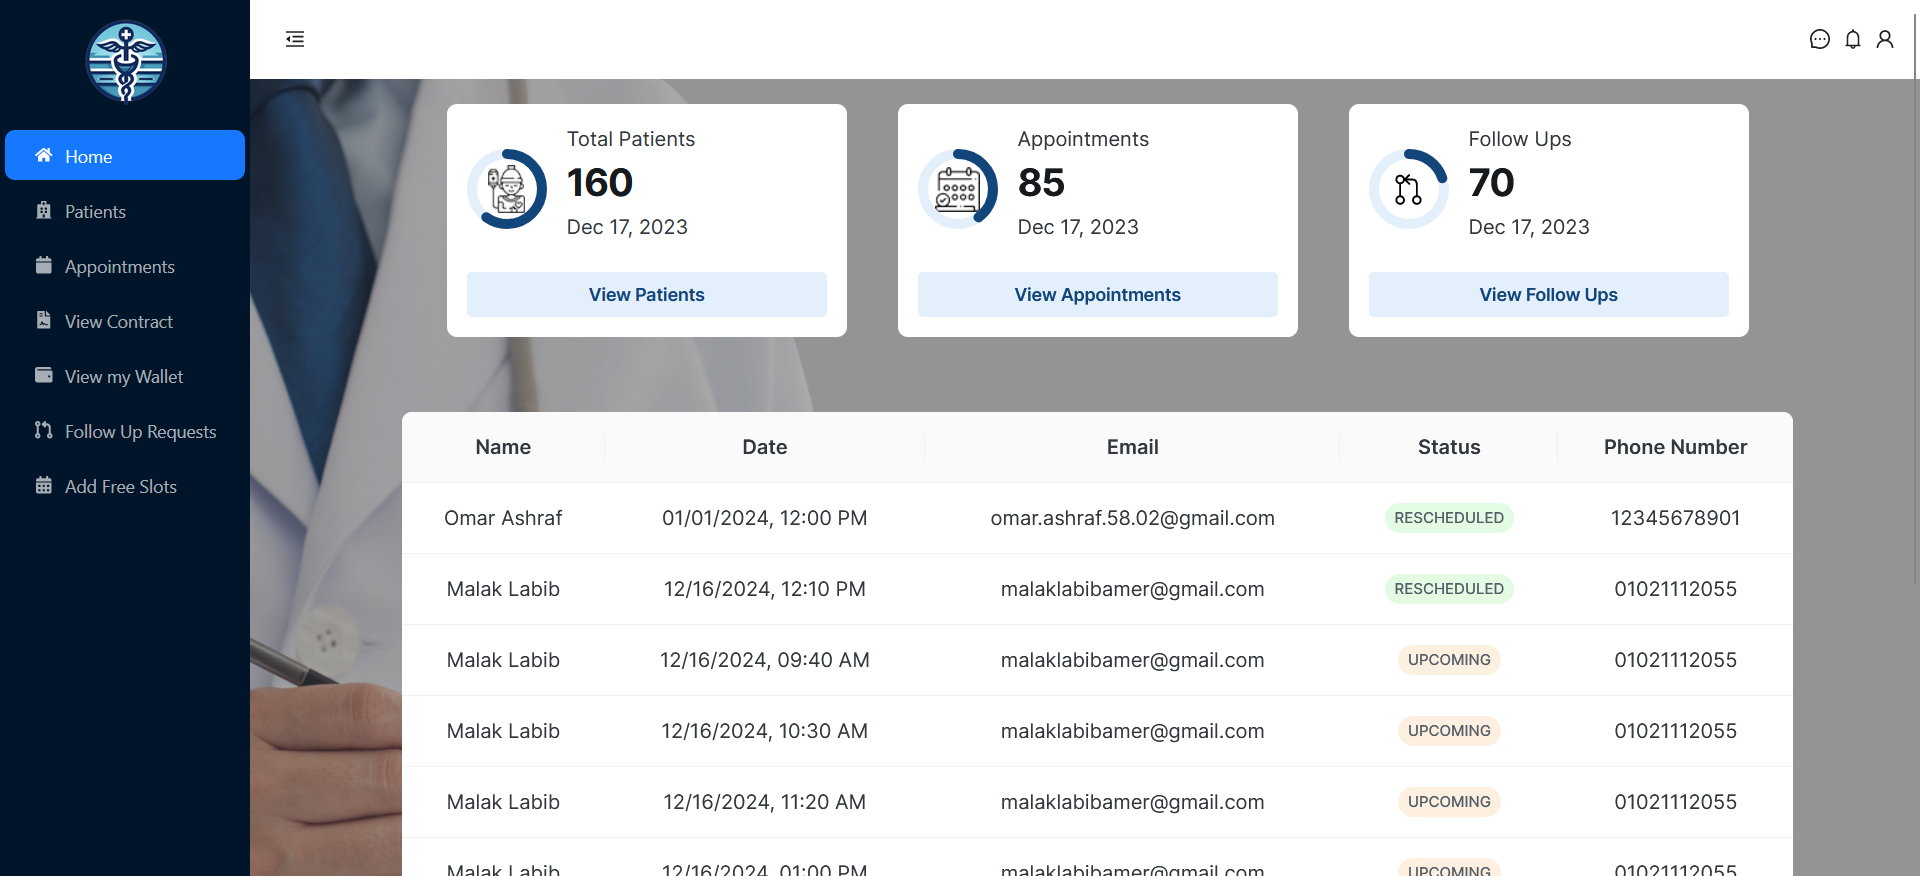 Home
Patients
Appointments
View Contract
View my Wallet
Follow Up Requests
Add Free Slots
Total Patients
160
Dec 17, 2023
View Patients
Appointments
85
Dec 17, 2023
View Appointments
Follow Ups
70
Dec 17, 2023
View Follow Ups
Name Date Email Status Phone Number
Omar Ashraf 01/01/2024, 12:00 PM omar.ashraf.58.02@gmail.com RESCHEDULED 12345678901
Malak Labib 12/16/2024, 12:10 PM malaklabibamer@gmail.com RESCHEDULED 01021112055
Malak Labib 12/16/2024, 09:40 AM malaklabibamer@gmail.com UPCOMING 01021112055
Malak Labib 12/16/2024, 10:30 AM malaklabibamer@gmail.com UPCOMING 01021112055
Malak Labib 12/16/2024, 11:20 AM malaklabibamer@gmail.com UPCOMING 01021112055
Malak Labib 12/16/2024, 01:00 PM malaklabibamer@gmail.com UPCOMING 01021112055